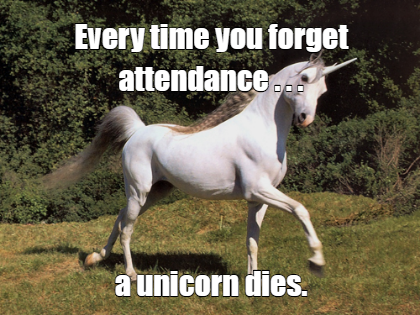 Every time you forget
attendance . . .
a unicorn dies.